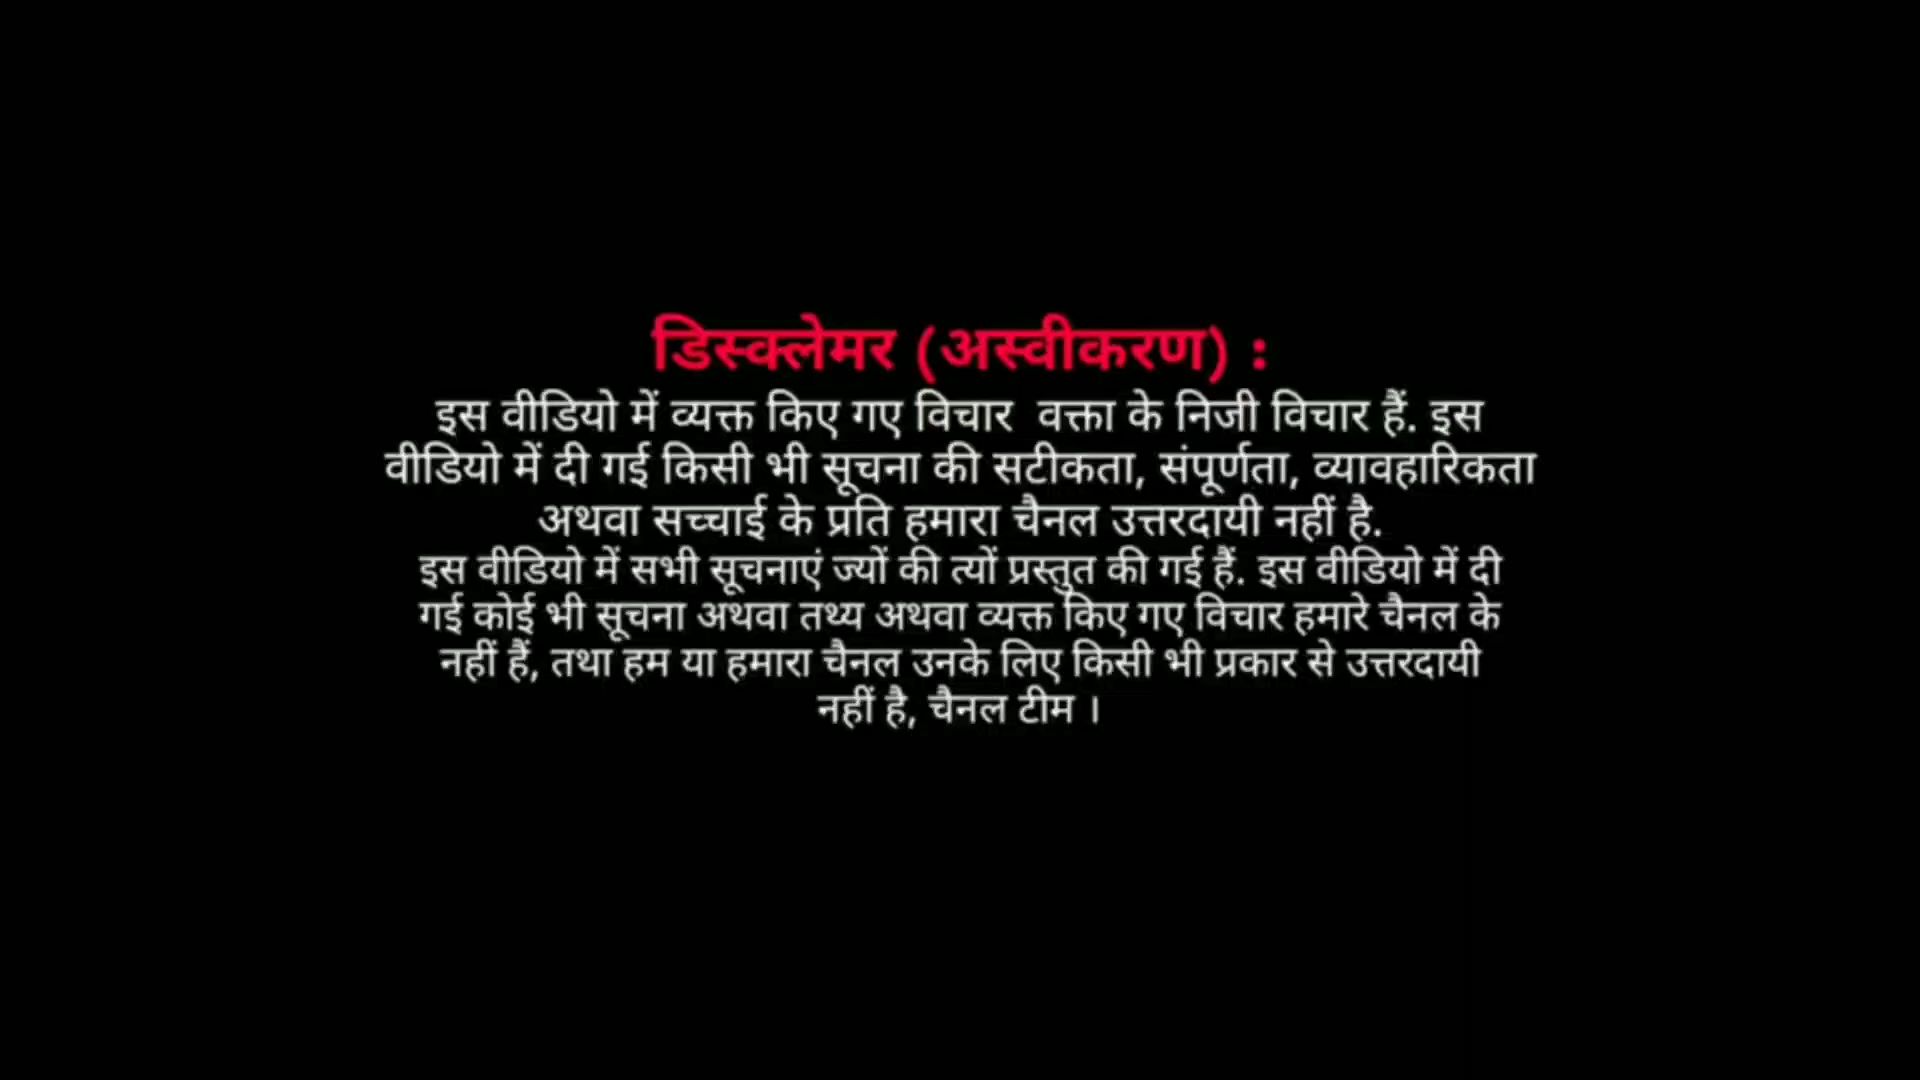 डिस्क्लेमर (अस्वीकरण) :
इस वीडियो में व्यक्त किए गए विचार वक्ता के निजी विचार हैं. इस
वीडियो में दी गई किसी भी सूचना की सटीकता, संपूर्णता, व्यावहारिकता
अथवा सच्चाई के प्रति हमारा चैनल उत्तरदायी नहीं है.
इस वीडियो में सभी सूचनाएं ज्यों की त्यों प्रस्तुत की गई हैं. इस वीडियो में दी
गई कोई भी सूचना अथवा तथ्य अथवा व्यक्त किए गए विचार हमारे चैनल के
नहीं हैं, तथा हम या हमारा चैनल उनके लिए किसी भी प्रकार से उत्तरदायी
नहीं है, चैनल टीम ।